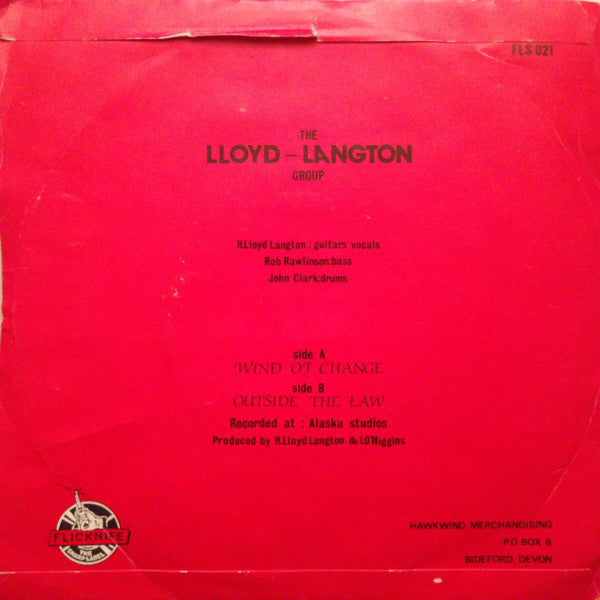 FLS 021
THE
LLOYD-LANGTON
GROUP
H.Lloyd Langton : guitars vocals
Rob Rawlinson:bass
John Clark:drums
side A
WIND OF CHANGE
side B
OUTSIDE THE LAW
Recorded at : Alaska studios
Produced by H.Lloyd Langton & I.O'Higgins
FLICKNIFE
THE
HAWKWIND MERCHANDISING
P.O BOX 6
BIDEFORD DEVON